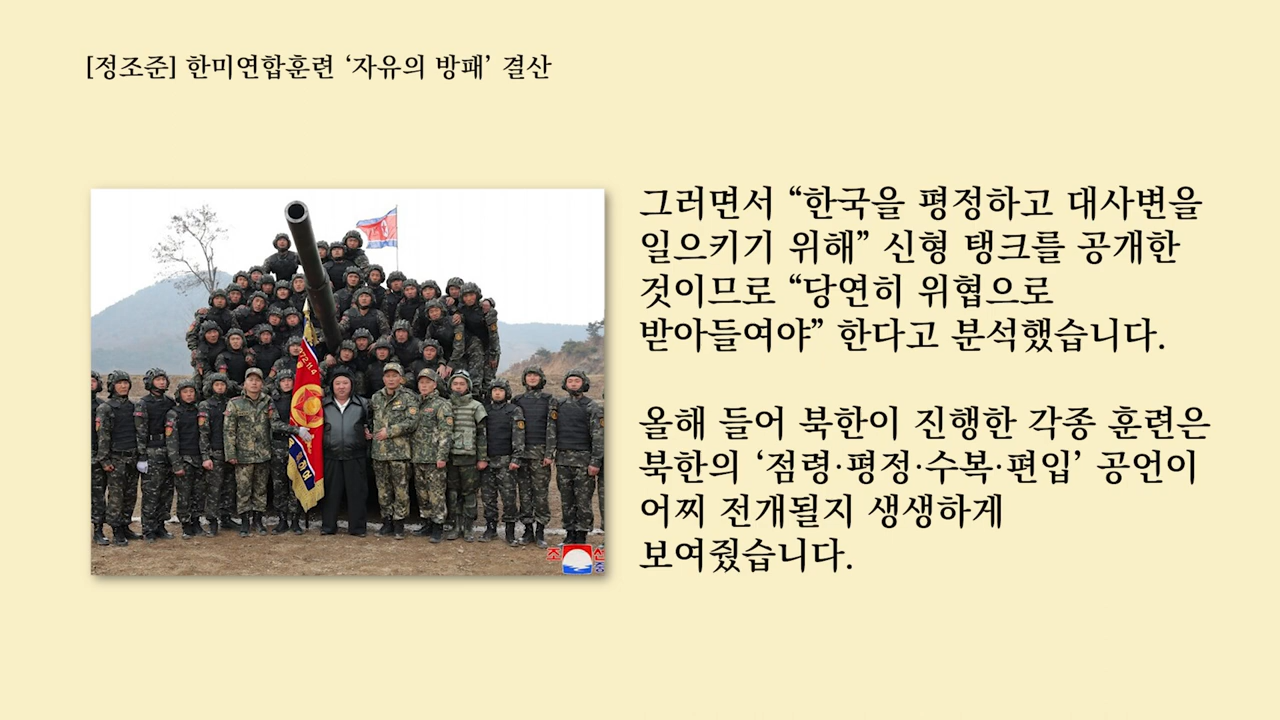 [정조준] 한미연합훈련 ‘자유의 방패’ 결산
그러면서 “한국을 평정하고 대사변을
일으키기 위해” 신형 탱크를 공개한
것이므로 “당연히 위협으로
받아들여야” 한다고 분석했습니다.
올해 들어 북한이 진행한 각종 훈련은
북한의 ‘점령·평정·수복·편입’ 공언이
어찌 전개될지 생생하게
보여줬습니다.
조선